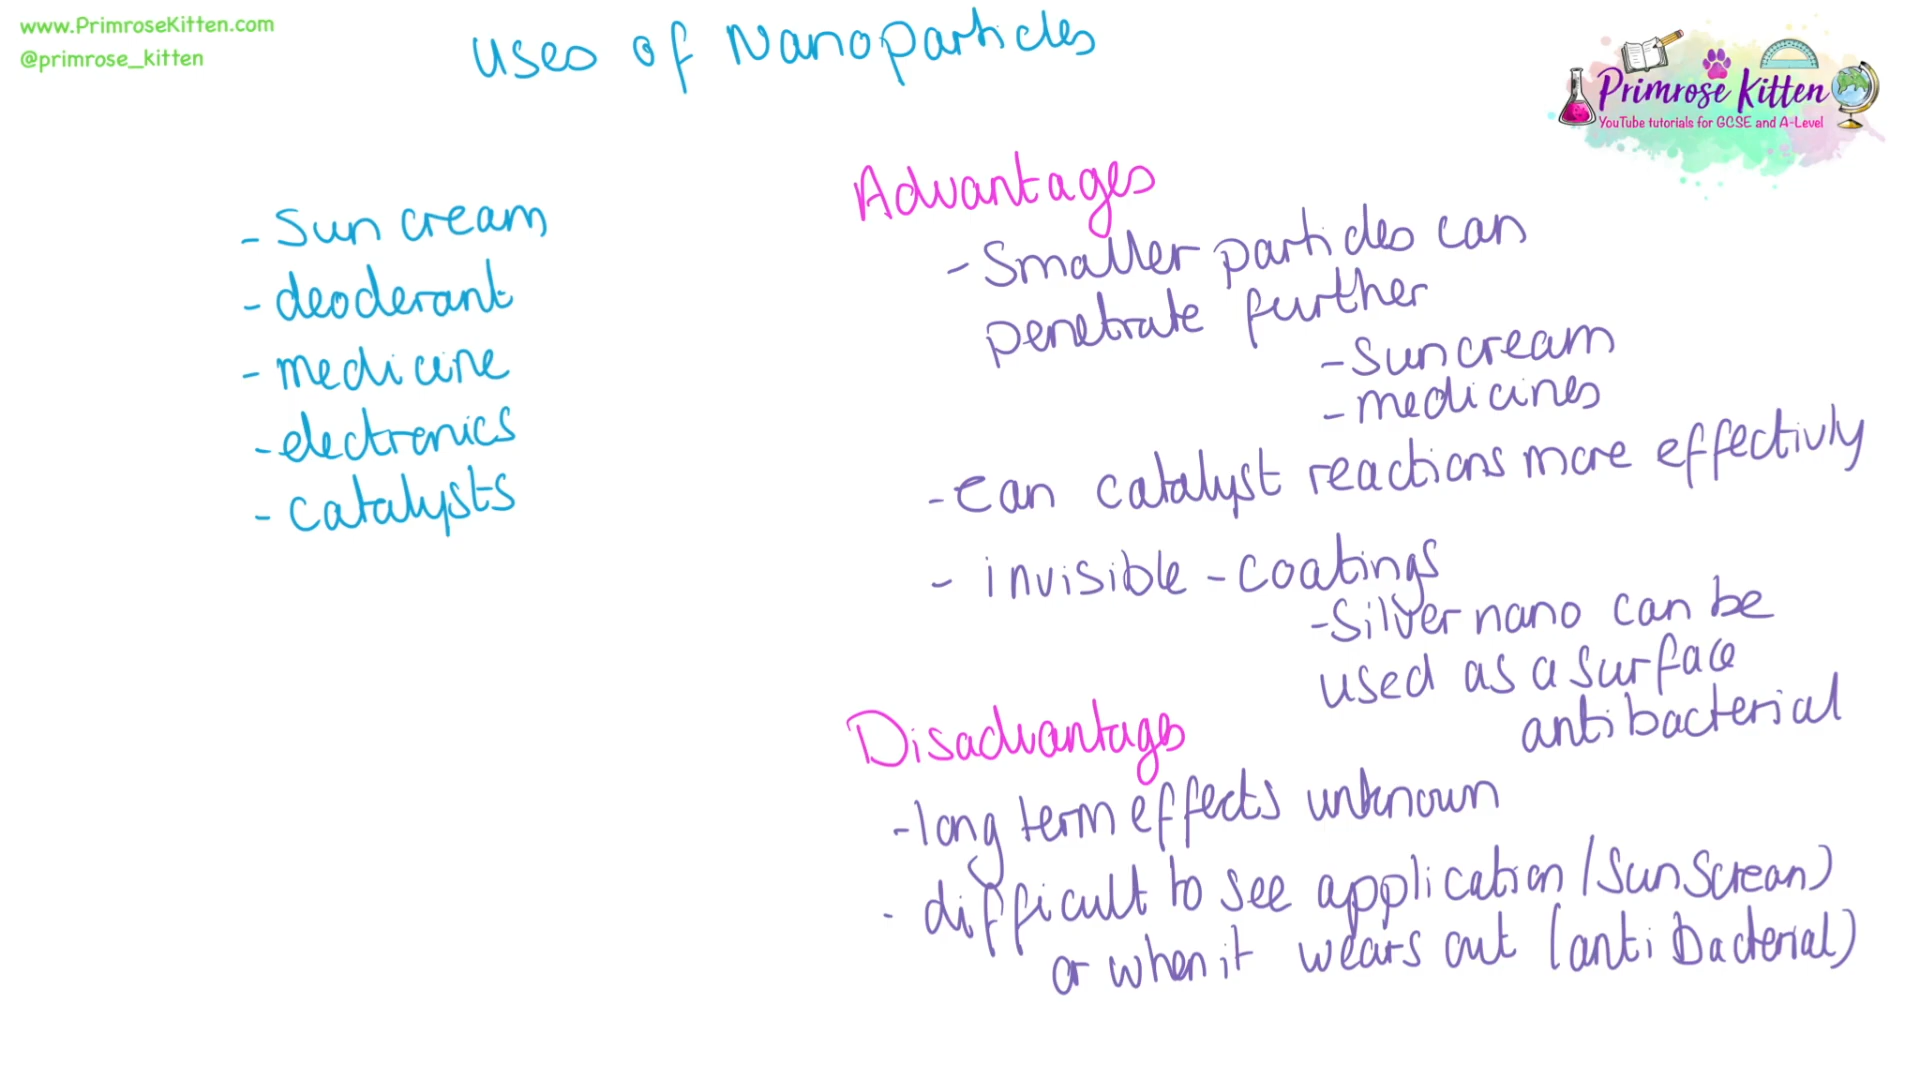 www.PrimroseKitten.com
@primrose_kitten
Uses of Nanoparticles
Primrose Kitten
YouTube tutorials for GCSE and A-Level
- Sun cream
- deoderant
- medicine
- electronics
- catalysts
Advantages
- Smaller particles can
penetrate further
- Suncream
- medicines
- can catalyst reactions more effectivly
- invisible - coatings
- Silver nano can be
used as a surface
antibacterial
Disadvantages
- long term effects unknown
- difficult to see application (Sunscrean)
or when it wears out (antibacterial)